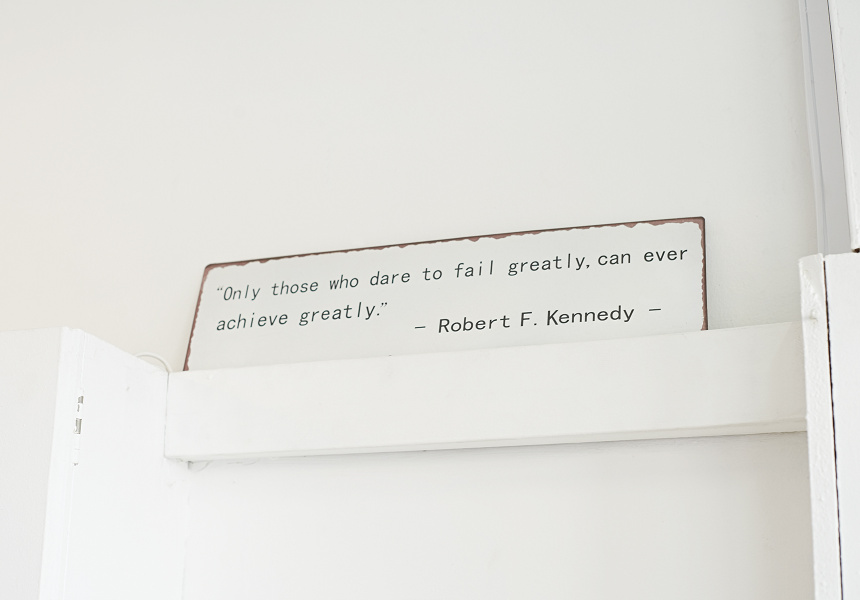 “Only those who dare to fail greatly, can ever
achieve greatly.”
– Robert F. Kennedy –